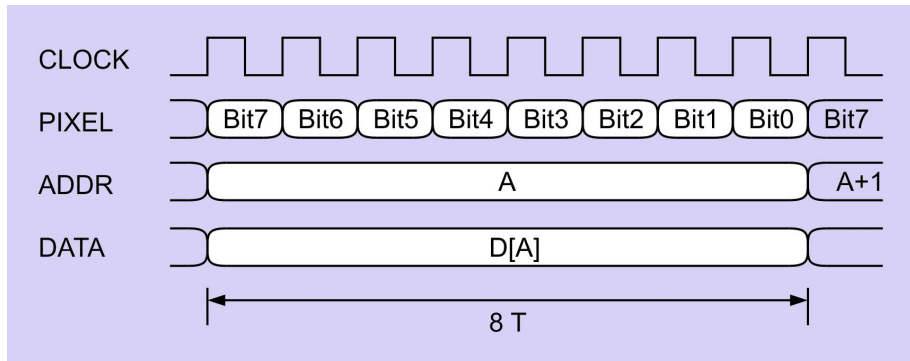 CLOCK
PIXEL Bit7 Bit6 Bit5 Bit4 Bit3 Bit2 Bit1 Bit0 Bit7
ADDR A A+1
DATA D[A]
8 T